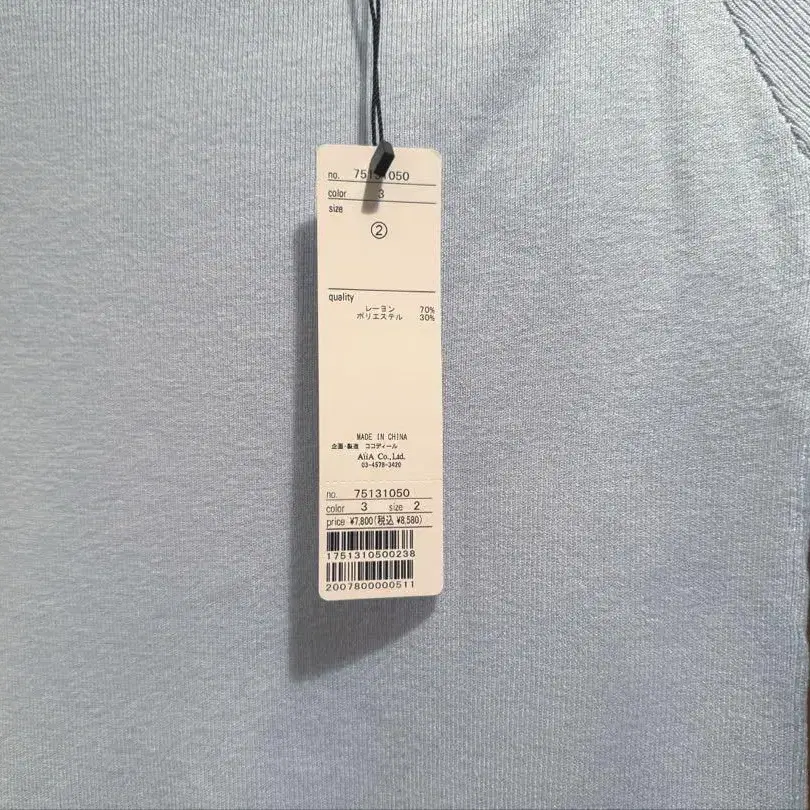 no. 75131050
color 3
size
②
quality
レーヨン 70%
ポリエステル 30%
MADE IN CHINA
企画・製造 ココディール
AiiA Co.,Ltd.
03-4578-3420
no. 75131050
color 3 size 2
price ¥7,800(税込 ¥8,580)
1751310500238
2007800000511